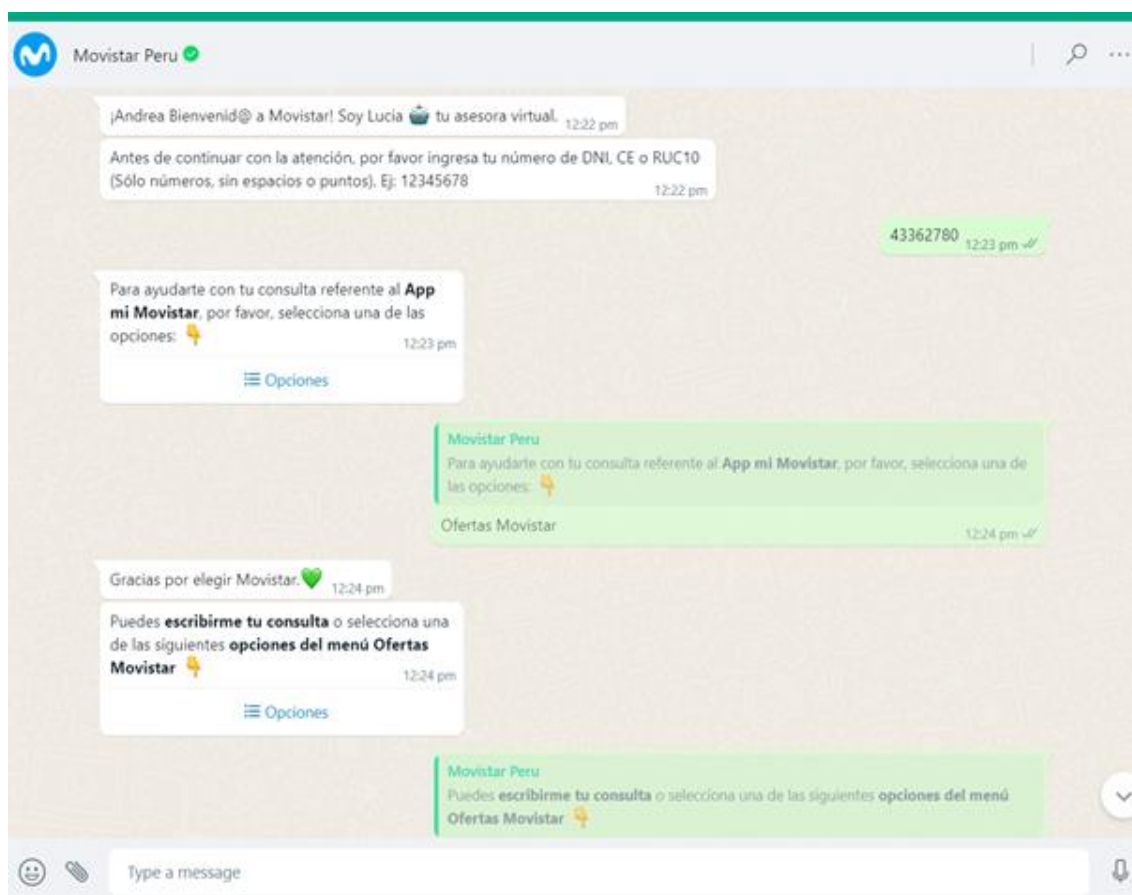 Movistar Peru
¡Andrea Bienvenid@ a Movistar! Soy Lucia 🤖 tu asesora virtual. 12:22 pm
Antes de continuar con la atención, por favor ingresa tu número de DNI, CE o RUC10
(Sólo números, sin espacios o puntos). Ej: 12345678
12:22 pm
43362780 12:23 pm
Para ayudarte con tu consulta referente al App
mi Movistar, por favor, selecciona una de las
opciones: 👇
12:23 pm
Opciones
Movistar Peru
Para ayudarte con tu consulta referente al App mi Movistar, por favor, selecciona una de
las opciones: 👇
Ofertas Movistar
12:24 pm
Gracias por elegir Movistar.💚 12:24 pm
Puedes escribirme tu consulta o selecciona una
de las siguientes opciones del menú Ofertas
Movistar 👇
12:24 pm
Opciones
Movistar Peru
Puedes escribirme tu consulta o selecciona una de las siguientes opciones del menú
Ofertas Movistar 👇
Type a message